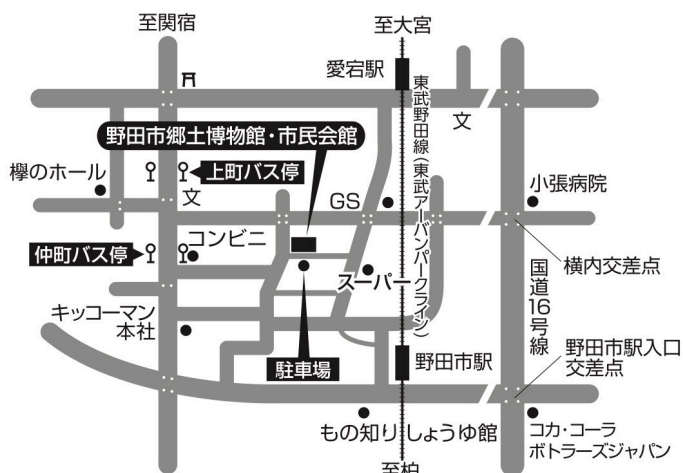 至関宿
至大宮
愛宕駅
東武野田線(東武アーバンパークライン)
文
野田市郷土博物館・市民会館
欅のホール
上町バス停
文
小張病院
GS
仲町バス停
コンビニ
横内交差点
スーパー
国道16号線
キッコーマン
本社
野田市駅入口
交差点
駐車場
野田市駅
もの知りしょうゆ館
コカ・コーラ
ボトラーズジャパン
至柏